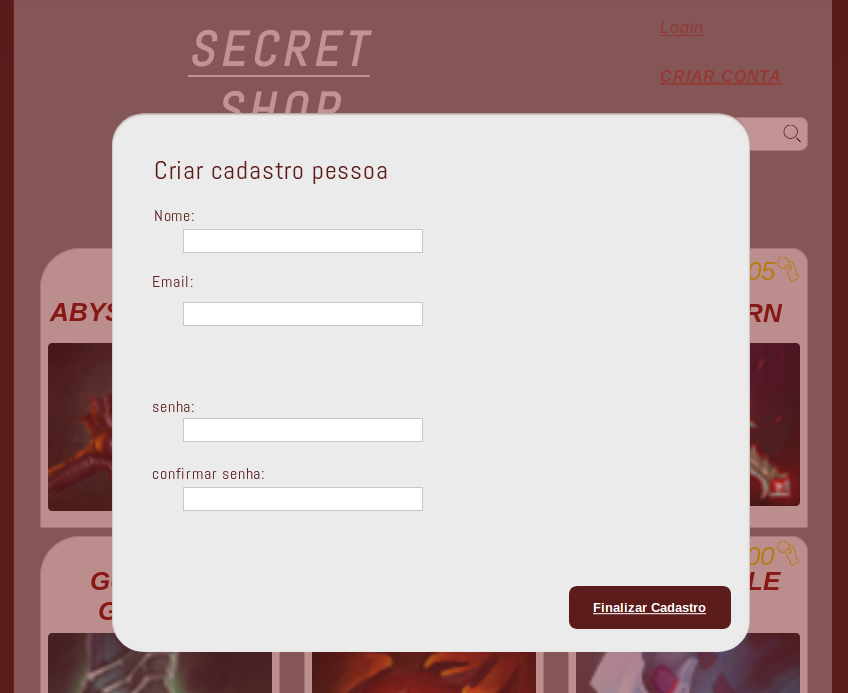 SECRET
SHOP
Login
CRIAR CONTA
Criar cadastro pessoa
Nome:
Email:
senha:
confirmar senha:
Finalizar Cadastro